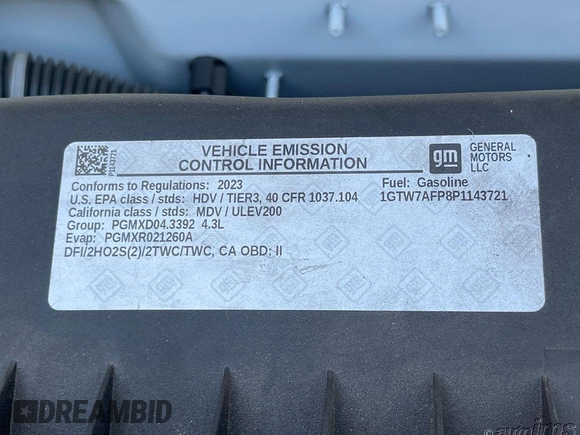 VEHICLE EMISSION
CONTROL INFORMATION
gm
GENERAL
MOTORS
LLC
P1143721
Conforms to Regulations: 2023
Fuel: Gasoline
U.S. EPA class / stds: HDV / TIER3, 40 CFR 1037.104
1GTW7AFP8P1143721
California class / stds: MDV / ULEV200
Group: PGMXD04.3392 4.3L
Evap: PGMXR021260A
DFI/2HO2S(2)/2TWC/TWC, CA OBD: II
DREAMBID
autoims